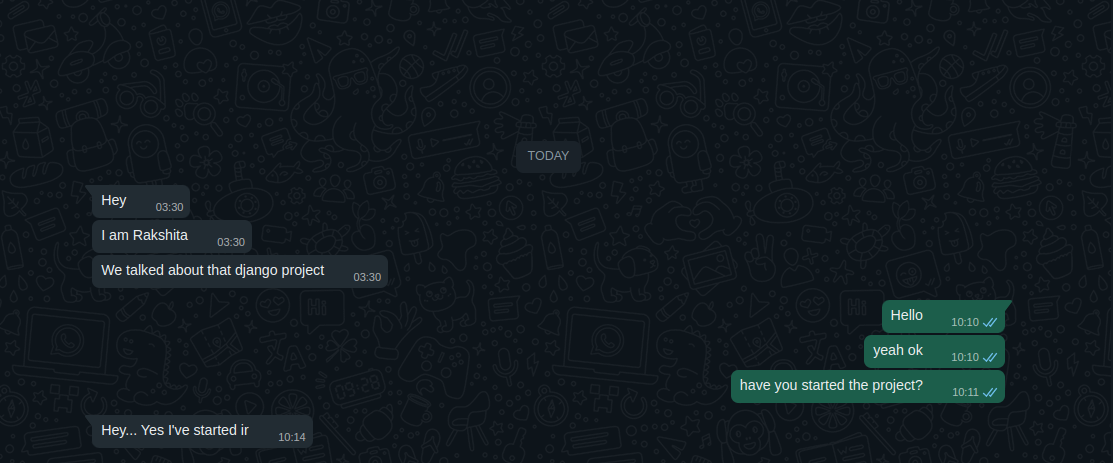 TODAY
Hey 03:30
I am Rakshita 03:30
We talked about that django project 03:30
Hello 10:10
yeah ok 10:10
have you started the project? 10:11
Hey... Yes I've started ir 10:14